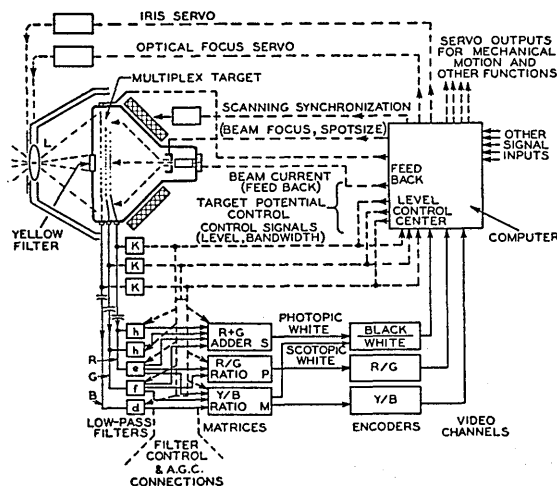 IRIS SERVO
OPTICAL FOCUS SERVO
MULTIPLEX TARGET
SERVO OUTPUTS
FOR MECHANICAL
MOTION AND
OTHER FUNCTIONS
SCANNING SYNCHRONIZATION
(BEAM FOCUS, SPOTSIZE)
OTHER
SIGNAL
INPUTS
L
YELLOW
FILTER
BEAM CURRENT
(FEED BACK)
TARGET POTENTIAL
CONTROL
CONTROL SIGNALS
(LEVEL, BANDWIDTH)
FEED
BACK
LEVEL
CONTROL
CENTER
COMPUTER
K
K
K
h
h
e
f
d
R
G
B
R+G
ADDER S
R/G
RATIO P
Y/B
RATIO M
PHOTOPIC
WHITE
SCOTOPIC
WHITE
BLACK
WHITE
R/G
Y/B
LOW-PASS
FILTERS
MATRICES
ENCODERS
VIDEO
CHANNELS
FILTER
CONTROL
& A.G.C.
CONNECTIONS